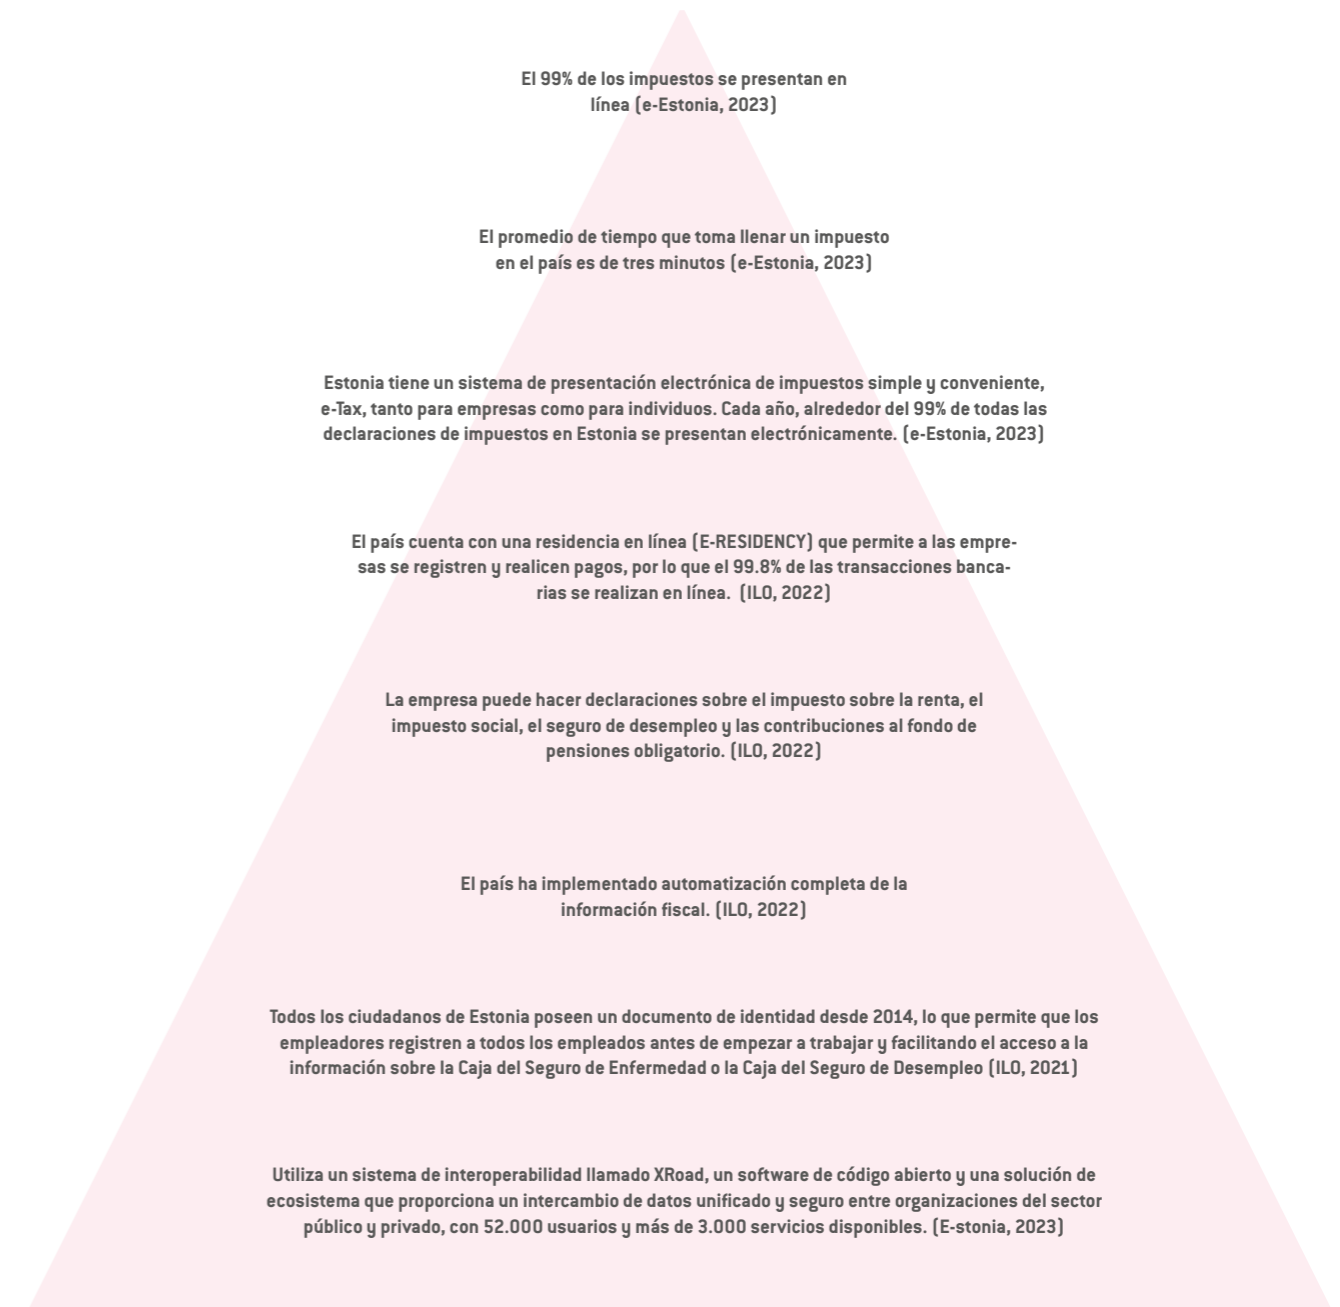 El 99% de los impuestos se presentan en
línea (e-Estonia, 2023)
El promedio de tiempo que toma llenar un impuesto
en el país es de tres minutos (e-Estonia, 2023)
Estonia tiene un sistema de presentación electrónica de impuestos simple y conveniente,
e-Tax, tanto para empresas como para individuos. Cada año, alrededor del 99% de todas las
declaraciones de impuestos en Estonia se presentan electrónicamente. (e-Estonia, 2023)
El país cuenta con una residencia en línea (E-RESIDENCY) que permite a las empre-
sas se registren y realicen pagos, por lo que el 99.8% de las transacciones banca-
rias se realizan en línea. (ILO, 2022)
La empresa puede hacer declaraciones sobre el impuesto sobre la renta, el
impuesto social, el seguro de desempleo y las contribuciones al fondo de
pensiones obligatorio. (ILO, 2022)
El país ha implementado automatización completa de la
información fiscal. (ILO, 2022)
Todos los ciudadanos de Estonia poseen un documento de identidad desde 2014, lo que permite que los
empleadores registren a todos los empleados antes de empezar a trabajar y facilitando el acceso a la
información sobre la Caja del Seguro de Enfermedad o la Caja del Seguro de Desempleo (ILO, 2021)
Utiliza un sistema de interoperabilidad llamado XRoad, un software de código abierto y una solución de
ecosistema que proporciona un intercambio de datos unificado y seguro entre organizaciones del sector
público y privado, con 52.000 usuarios y más de 3.000 servicios disponibles. (E-stonia, 2023)